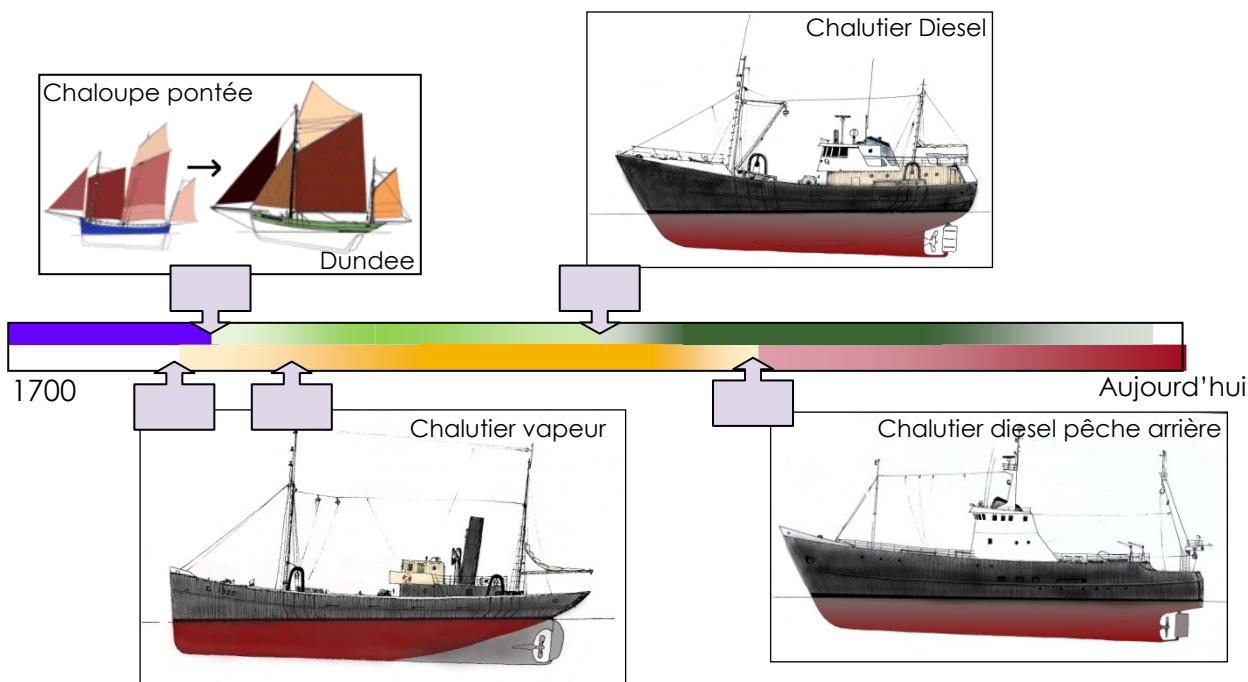 Chalutier Diesel
Chaloupe pontée
Dundee
1700
Aujourd'hui
Chalutier vapeur
Chalutier diesel pêche arrière